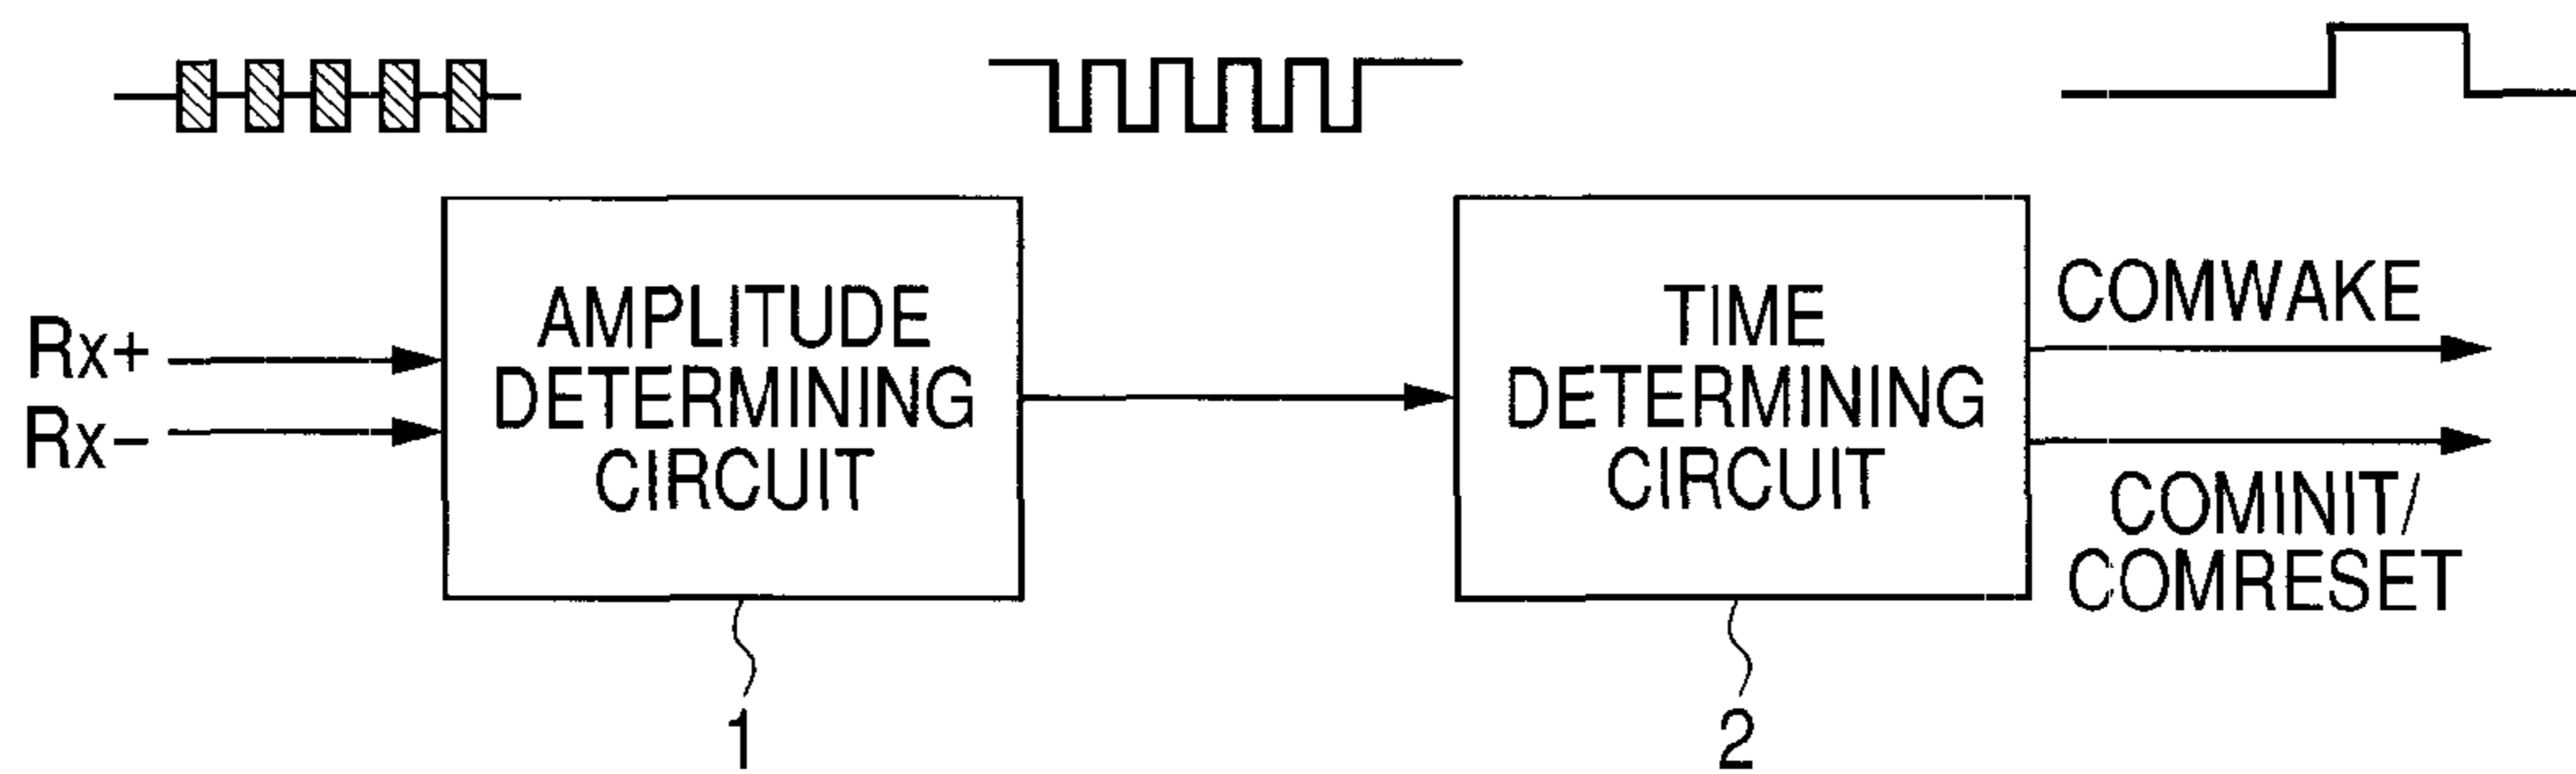 Rx+
Rx−
AMPLITUDE
DETERMINING
CIRCUIT
1
TIME
DETERMINING
CIRCUIT
2
COMWAKE
COMINIT/
COMRESET